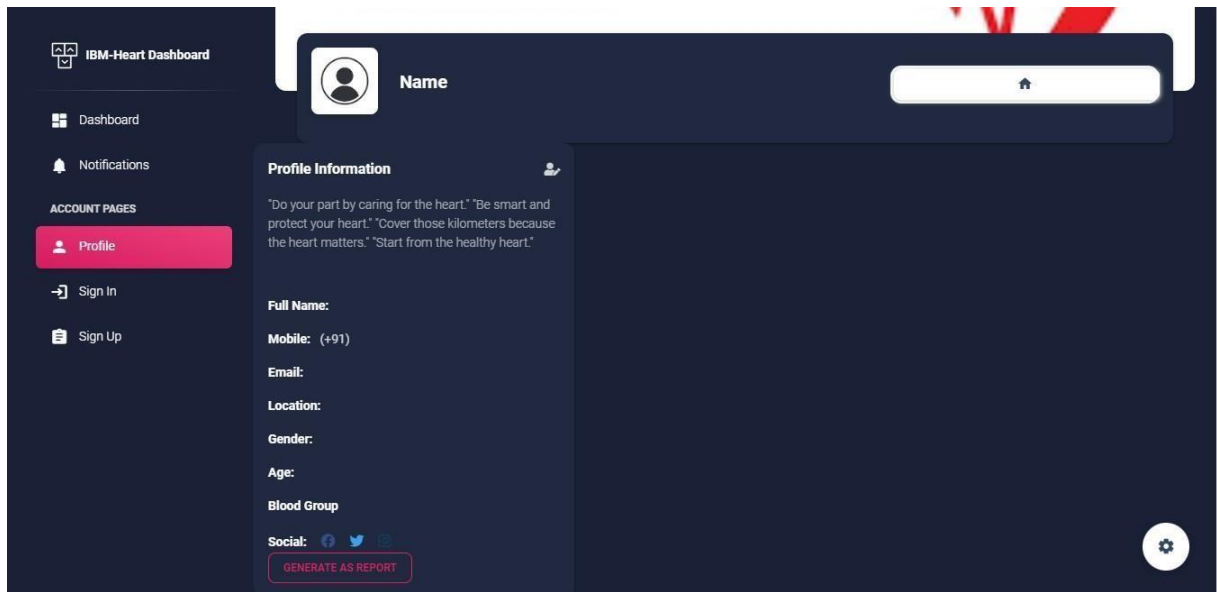 IBM-Heart Dashboard
Name
Dashboard
Notifications
ACCOUNT PAGES
Profile
Sign In
Sign Up
Profile Information
"Do your part by caring for the heart." "Be smart and
protect your heart." "Cover those kilometers because
the heart matters." "Start from the healthy heart."
Full Name:
Mobile: (+91)
Email:
Location:
Gender:
Age:
Blood Group
Social:
GENERATE AS REPORT